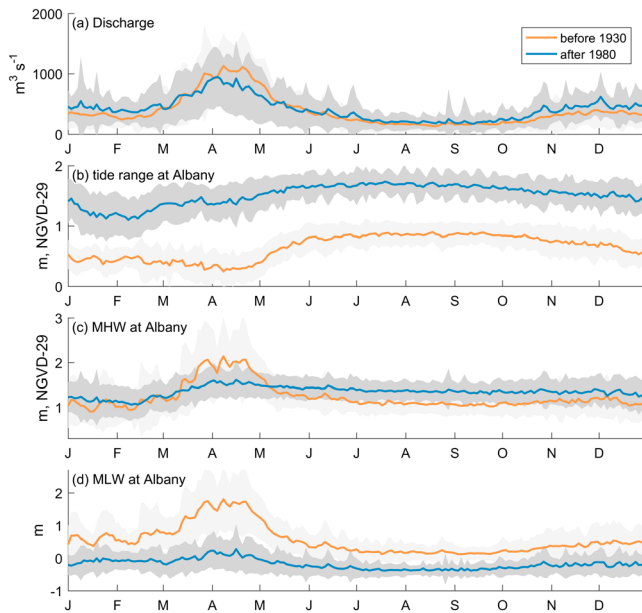 (a) Discharge
before 1930
after 1980
m³ s⁻¹
2000
1000
0
J F M A M J J A S O N D
(b) tide range at Albany
m, NGVD-29
2
1
0
J F M A M J J A S O N D
(c) MHW at Albany
m, NGVD-29
3
2
1
J F M A M J J A S O N D
(d) MLW at Albany
m
2
1
0
-1
J F M A M J J A S O N D